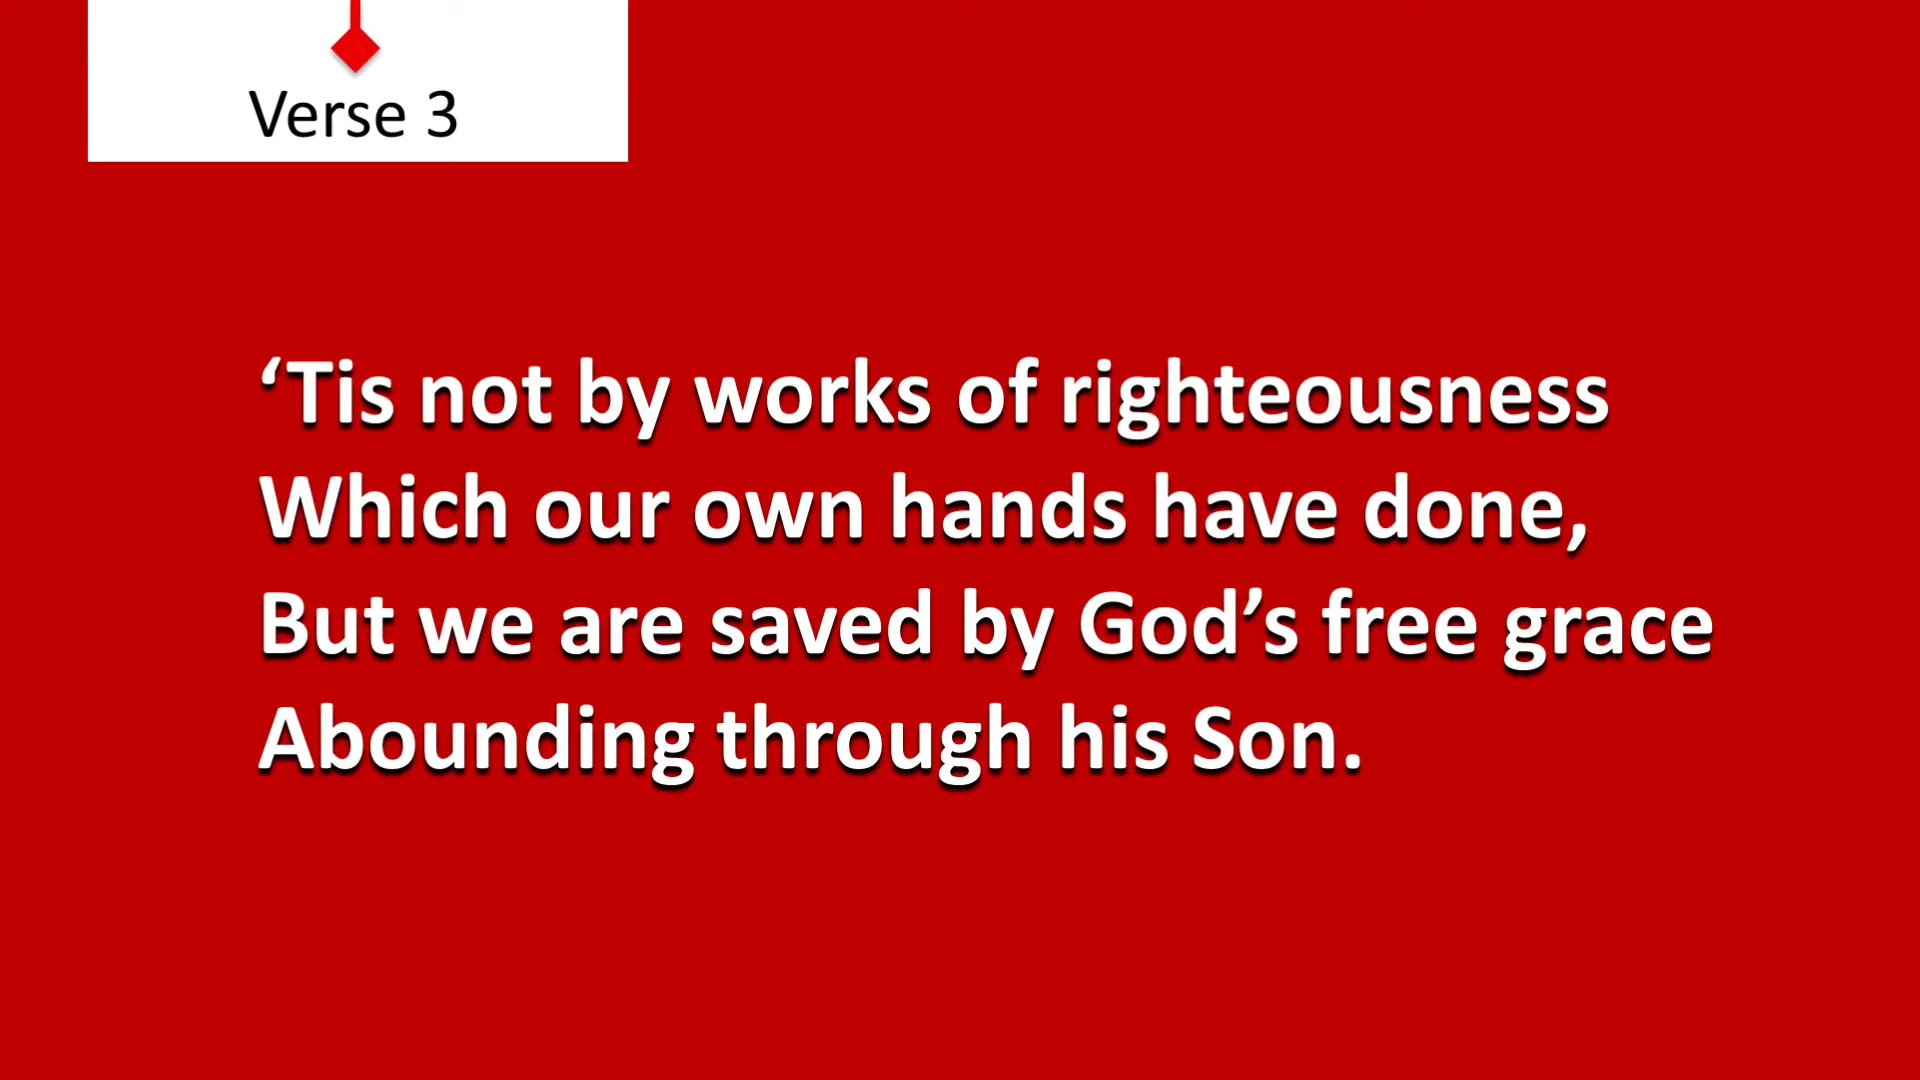 Verse 3
‘Tis not by works of righteousness
Which our own hands have done,
But we are saved by God’s free grace
Abounding through his Son.